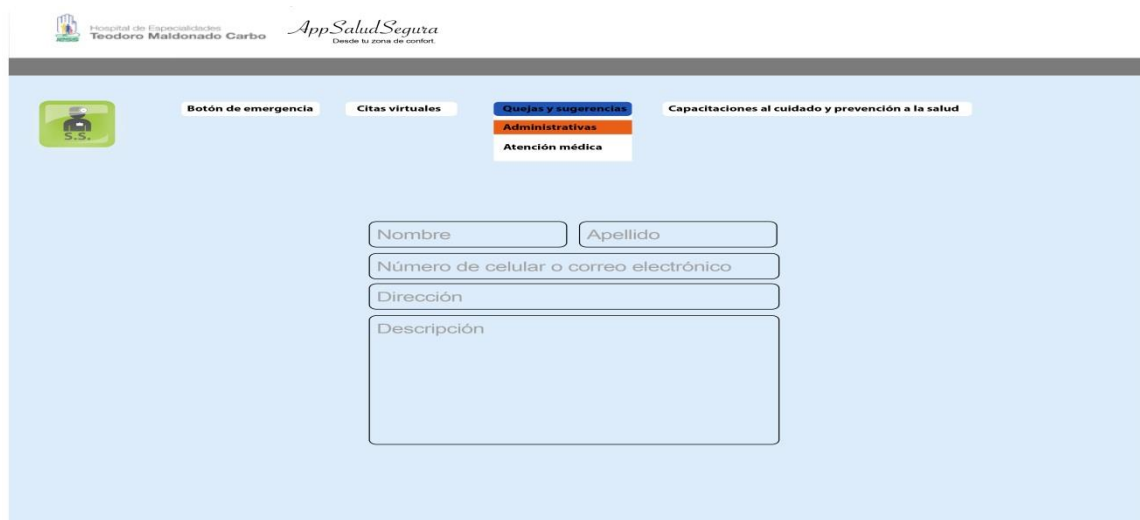 Hospital de Especialidades
Teodoro Maldonado Carbo
AppSaludSegura
Desde tu zona de confort.
S.S.
Botón de emergencia
Citas virtuales
Quejas y sugerencias
Capacitaciones al cuidado y prevención a la salud
Administrativas
Atención médica
Nombre
Apellido
Número de celular o correo electrónico
Dirección
Descripción